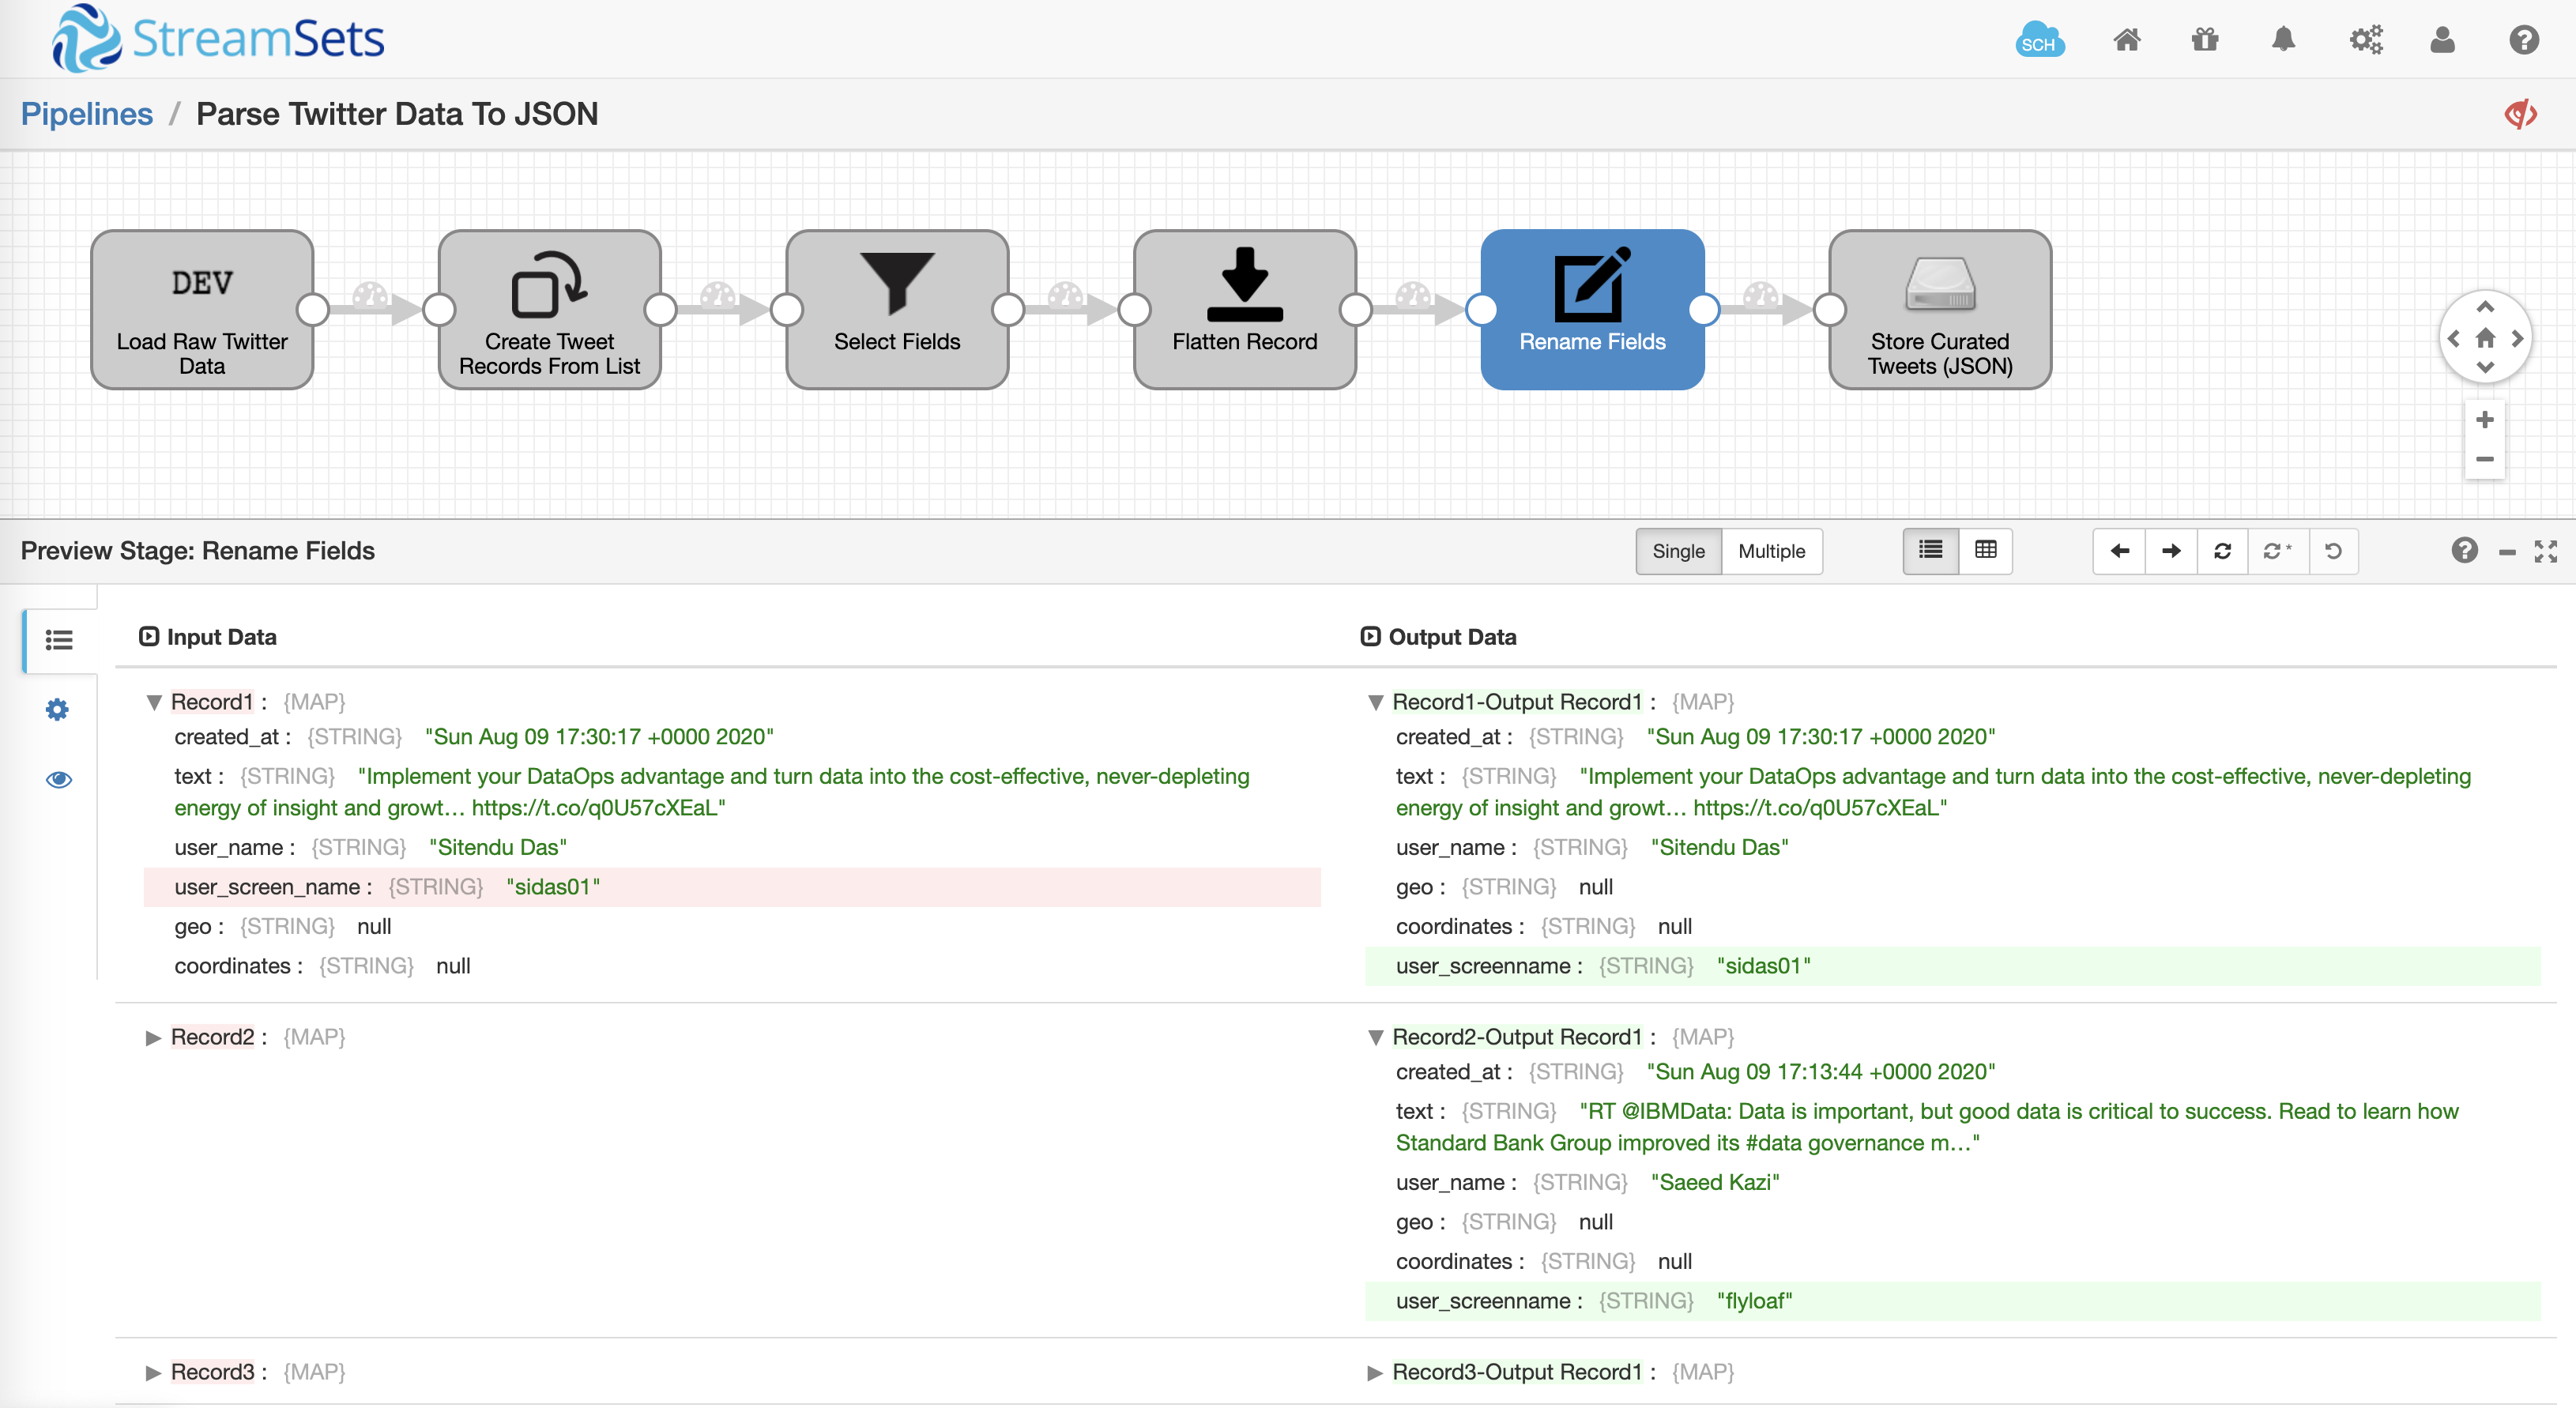 StreamSets
SCH
Pipelines / Parse Twitter Data To JSON
DEV
Load Raw Twitter
Data
Create Tweet
Records From List
Select Fields
Flatten Record
Rename Fields
Store Curated
Tweets (JSON)
Preview Stage: Rename Fields
Single
Multiple
Input Data
Record1 : {MAP}
created_at : {STRING} "Sun Aug 09 17:30:17 +0000 2020"
text : {STRING} "Implement your DataOps advantage and turn data into the cost-effective, never-depleting
energy of insight and growt… https://t.co/q0U57cXEaL"
user_name : {STRING} "Sitendu Das"
user_screen_name : {STRING} "sidas01"
geo : {STRING} null
coordinates : {STRING} null
Record2 : {MAP}
Record3 : {MAP}
Output Data
Record1-Output Record1 : {MAP}
created_at : {STRING} "Sun Aug 09 17:30:17 +0000 2020"
text : {STRING} "Implement your DataOps advantage and turn data into the cost-effective, never-depleting
energy of insight and growt… https://t.co/q0U57cXEaL"
user_name : {STRING} "Sitendu Das"
geo : {STRING} null
coordinates : {STRING} null
user_screenname : {STRING} "sidas01"
Record2-Output Record1 : {MAP}
created_at : {STRING} "Sun Aug 09 17:13:44 +0000 2020"
text : {STRING} "RT @IBMData: Data is important, but good data is critical to success. Read to learn how
Standard Bank Group improved its #data governance m…"
user_name : {STRING} "Saeed Kazi"
geo : {STRING} null
coordinates : {STRING} null
user_screenname : {STRING} "flyloaf"
Record3-Output Record1 : {MAP}